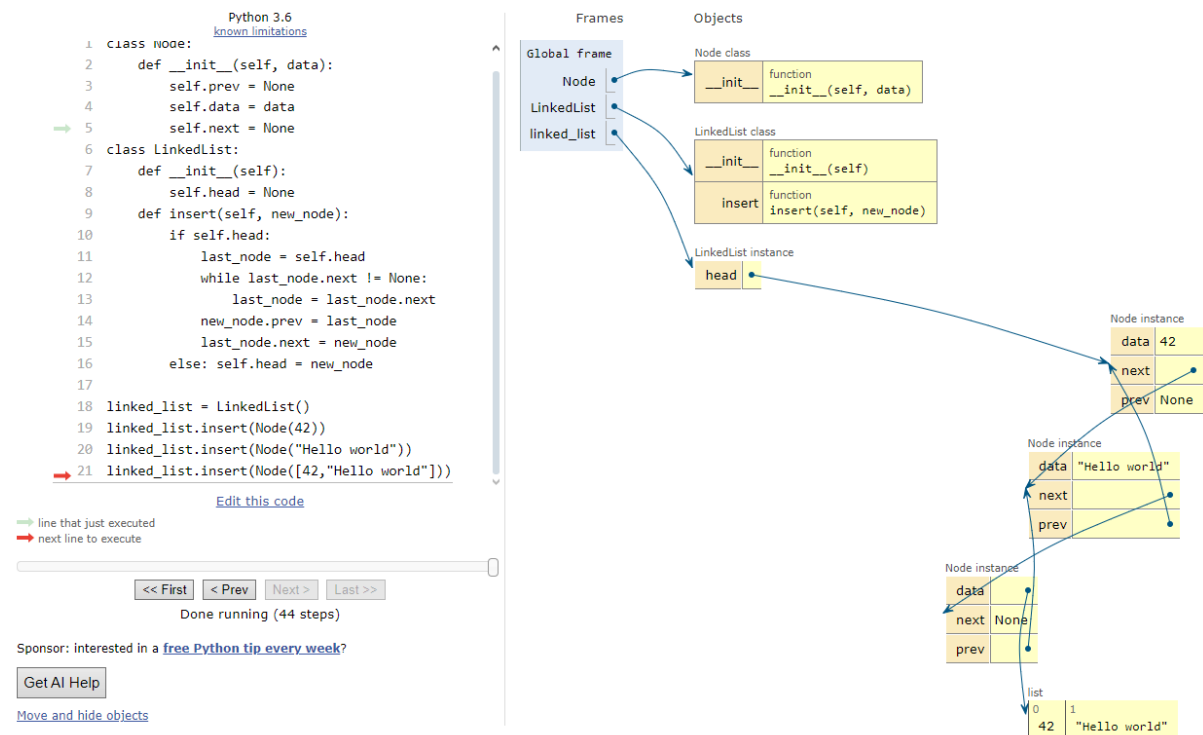 Python 3.6
known limitations
1 class Node:
2     def __init__(self, data):
3         self.prev = None
4         self.data = data
5         self.next = None
6 class LinkedList:
7     def __init__(self):
8         self.head = None
9     def insert(self, new_node):
10         if self.head:
11             last_node = self.head
12             while last_node.next != None:
13                 last_node = last_node.next
14             new_node.prev = last_node
15             last_node.next = new_node
16         else: self.head = new_node
17
18 linked_list = LinkedList()
19 linked_list.insert(Node(42))
20 linked_list.insert(Node("Hello world"))
21 linked_list.insert(Node([42,"Hello world"]))
Edit this code
line that just executed
next line to execute
<< First < Prev Next > Last >>
Done running (44 steps)
Sponsor: interested in a free Python tip every week?
Get AI Help
Move and hide objects
Frames Objects
Global frame
Node
LinkedList
linked_list
Node class
__init__ function
__init__(self, data)
LinkedList class
__init__ function
__init__(self)
insert function
insert(self, new_node)
LinkedList instance
head
Node instance
data 42
next
prev None
Node instance
data "Hello world"
next
prev
Node instance
data
next None
prev
list
0 1
42 "Hello world"